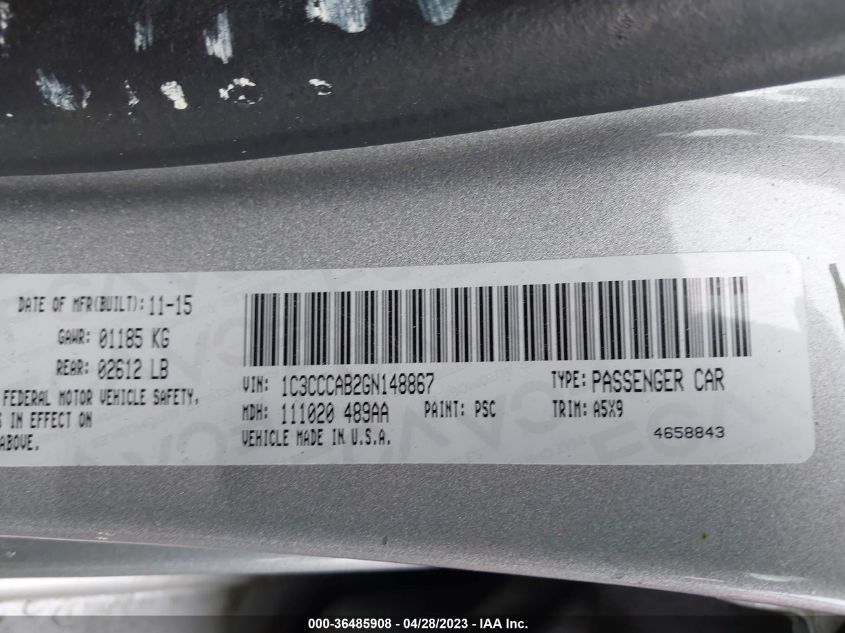 DATE OF MFR(BUILT): 11-15
GAWR: 01185 KG
REAR: 02612 LB
FEDERAL MOTOR VEHICLE SAFETY,
IN EFFECT ON
ABOVE.
VIN: 1C3CCCAB2GN148867
TYPE: PASSENGER CAR
MDH: 111020 489AA
PAINT: PSC
TRIM: A5X9
VEHICLE MADE IN U.S.A.
4658843
000-36485908 - 04/28/2023 - IAA Inc.